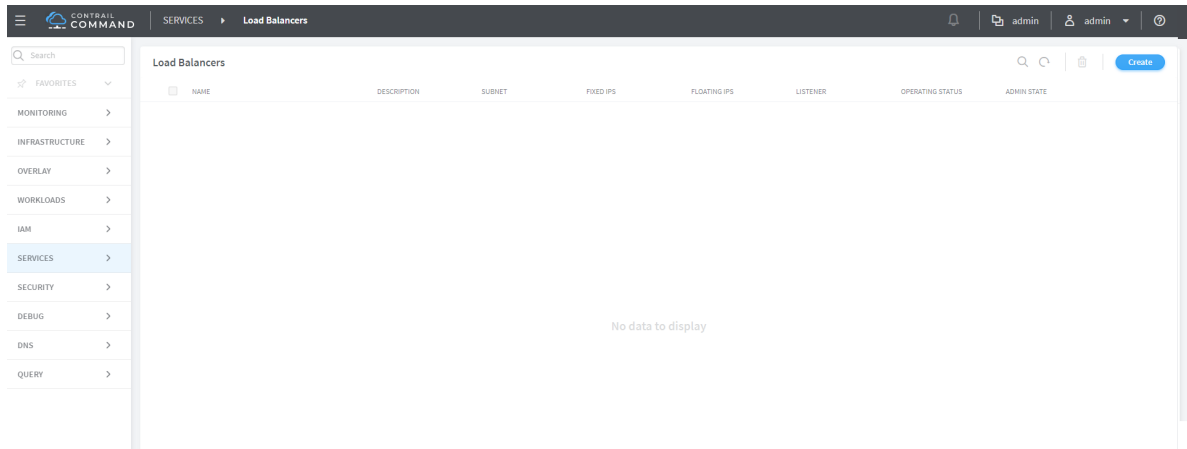 CONTRAIL
COMMAND
SERVICES
Load Balancers
admin
admin
Search
FAVORITES
MONITORING
INFRASTRUCTURE
OVERLAY
WORKLOADS
IAM
SERVICES
SECURITY
DEBUG
DNS
QUERY
Load Balancers
Create
NAME DESCRIPTION SUBNET FIXED IPS FLOATING IPS LISTENER OPERATING STATUS ADMIN STATE
No data to display